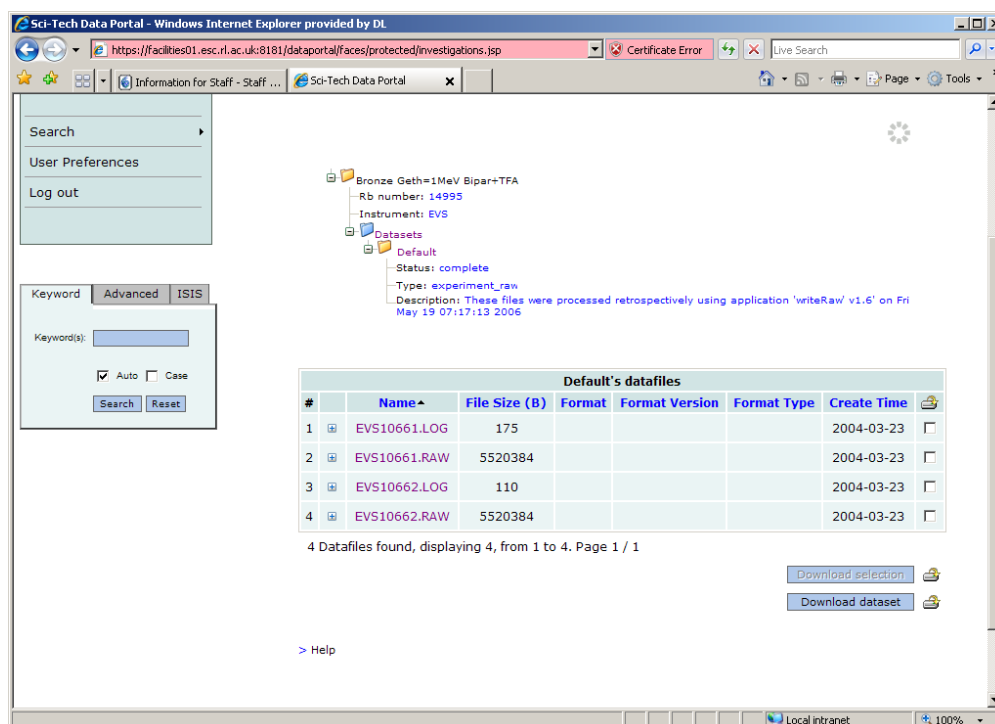 Sci-Tech Data Portal - Windows Internet Explorer provided by DL
https://facilities01.esc.rl.ac.uk:8181/dataportal/faces/protected/investigations.jsp
Certificate Error
Live Search
Information for Staff - Staff ...
Sci-Tech Data Portal
Page
Tools
Search
User Preferences
Log out
Bronze Geth=1MeV Bipar+TFA
Rb number: 14995
Instrument: EVS
Datasets
Default
Status: complete
Type: experiment_raw
Description: These files were processed retrospectively using application 'writeRaw' v1.6' on Fri
May 19 07:17:13 2006
Keyword Advanced ISIS
Keyword(s):
Auto Case
Search Reset
Default's datafiles
# Name File Size (B) Format Format Version Format Type Create Time
1 EVS10661.LOG 175 2004-03-23
2 EVS10661.RAW 5520384 2004-03-23
3 EVS10662.LOG 110 2004-03-23
4 EVS10662.RAW 5520384 2004-03-23
4 Datafiles found, displaying 4, from 1 to 4. Page 1 / 1
Download selection
Download dataset
> Help
Local intranet
100%